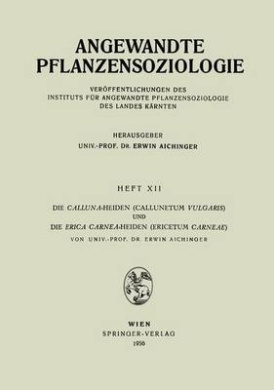 ANGEWANDTE
PFLANZENSOZIOLOGIE
VERÖFFENTLICHUNGEN DES
INSTITUTS FÜR ANGEWANDTE PFLANZENSOZIOLOGIE
DES LANDES KÄRNTEN
HERAUSGEBER
UNIV.-PROF. DR. ERWIN AICHINGER
HEFT XII
DIE CALLUNA-HEIDEN (CALLUNETUM VULGARIS)
UND
DIE ERICA CARNEA-HEIDEN (ERICETUM CARNEAE)
VON UNIV.-PROF. DR. ERWIN AICHINGER
WIEN
SPRINGER-VERLAG
1956